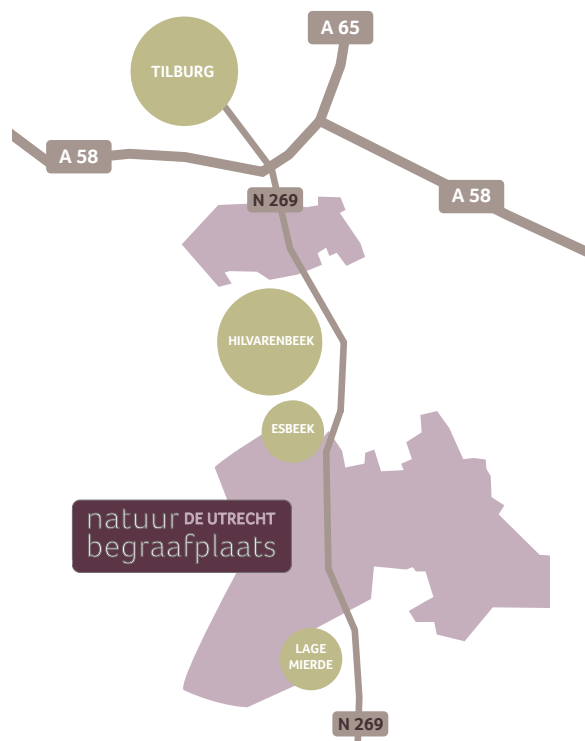 A 65
TILBURG
A 58
A 58
N 269
HILVARENBEEK
ESBEEK
natuur DE UTRECHT
begraafplaats
LAGE
MIERDE
N 269